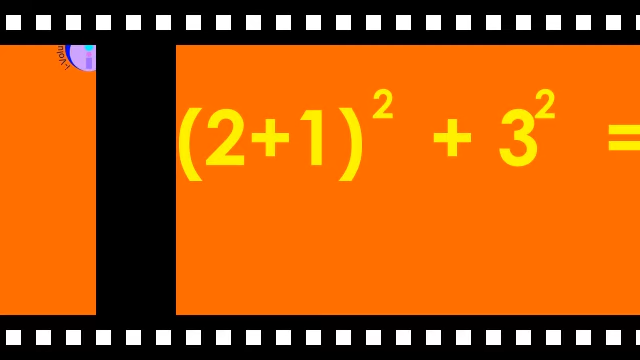 (2+1)² + 3² =